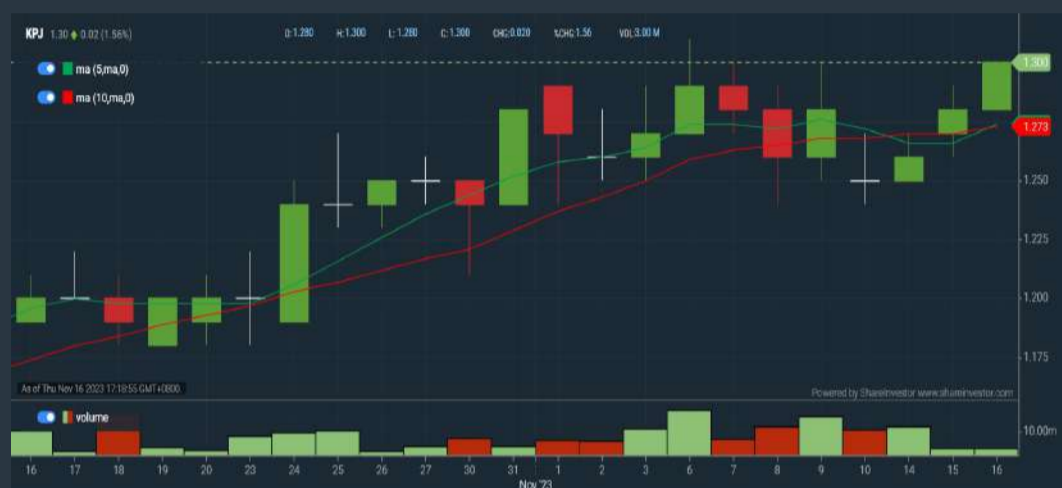 KPJ 1.30 0.02 (1.56%) O: 1.280 H: 1.300 L: 1.280 C: 1.300 CHG:0.020 %CHG:1.56 VOL:3.00 M
ma (5,ma,0)
ma (10,ma,0)
1.300
1.273
1.250
1.225
1.200
1.175
As of Thu Nov 16 2023 17:18:55 GMT+0800.
Powered by ShareInvestor www.shareinvestor.com
volume
10.00m
16 17 18 19 20 23 24 25 26 27 30 31 1 2 3 6 7 8 9 10 14 15 16
Nov '23